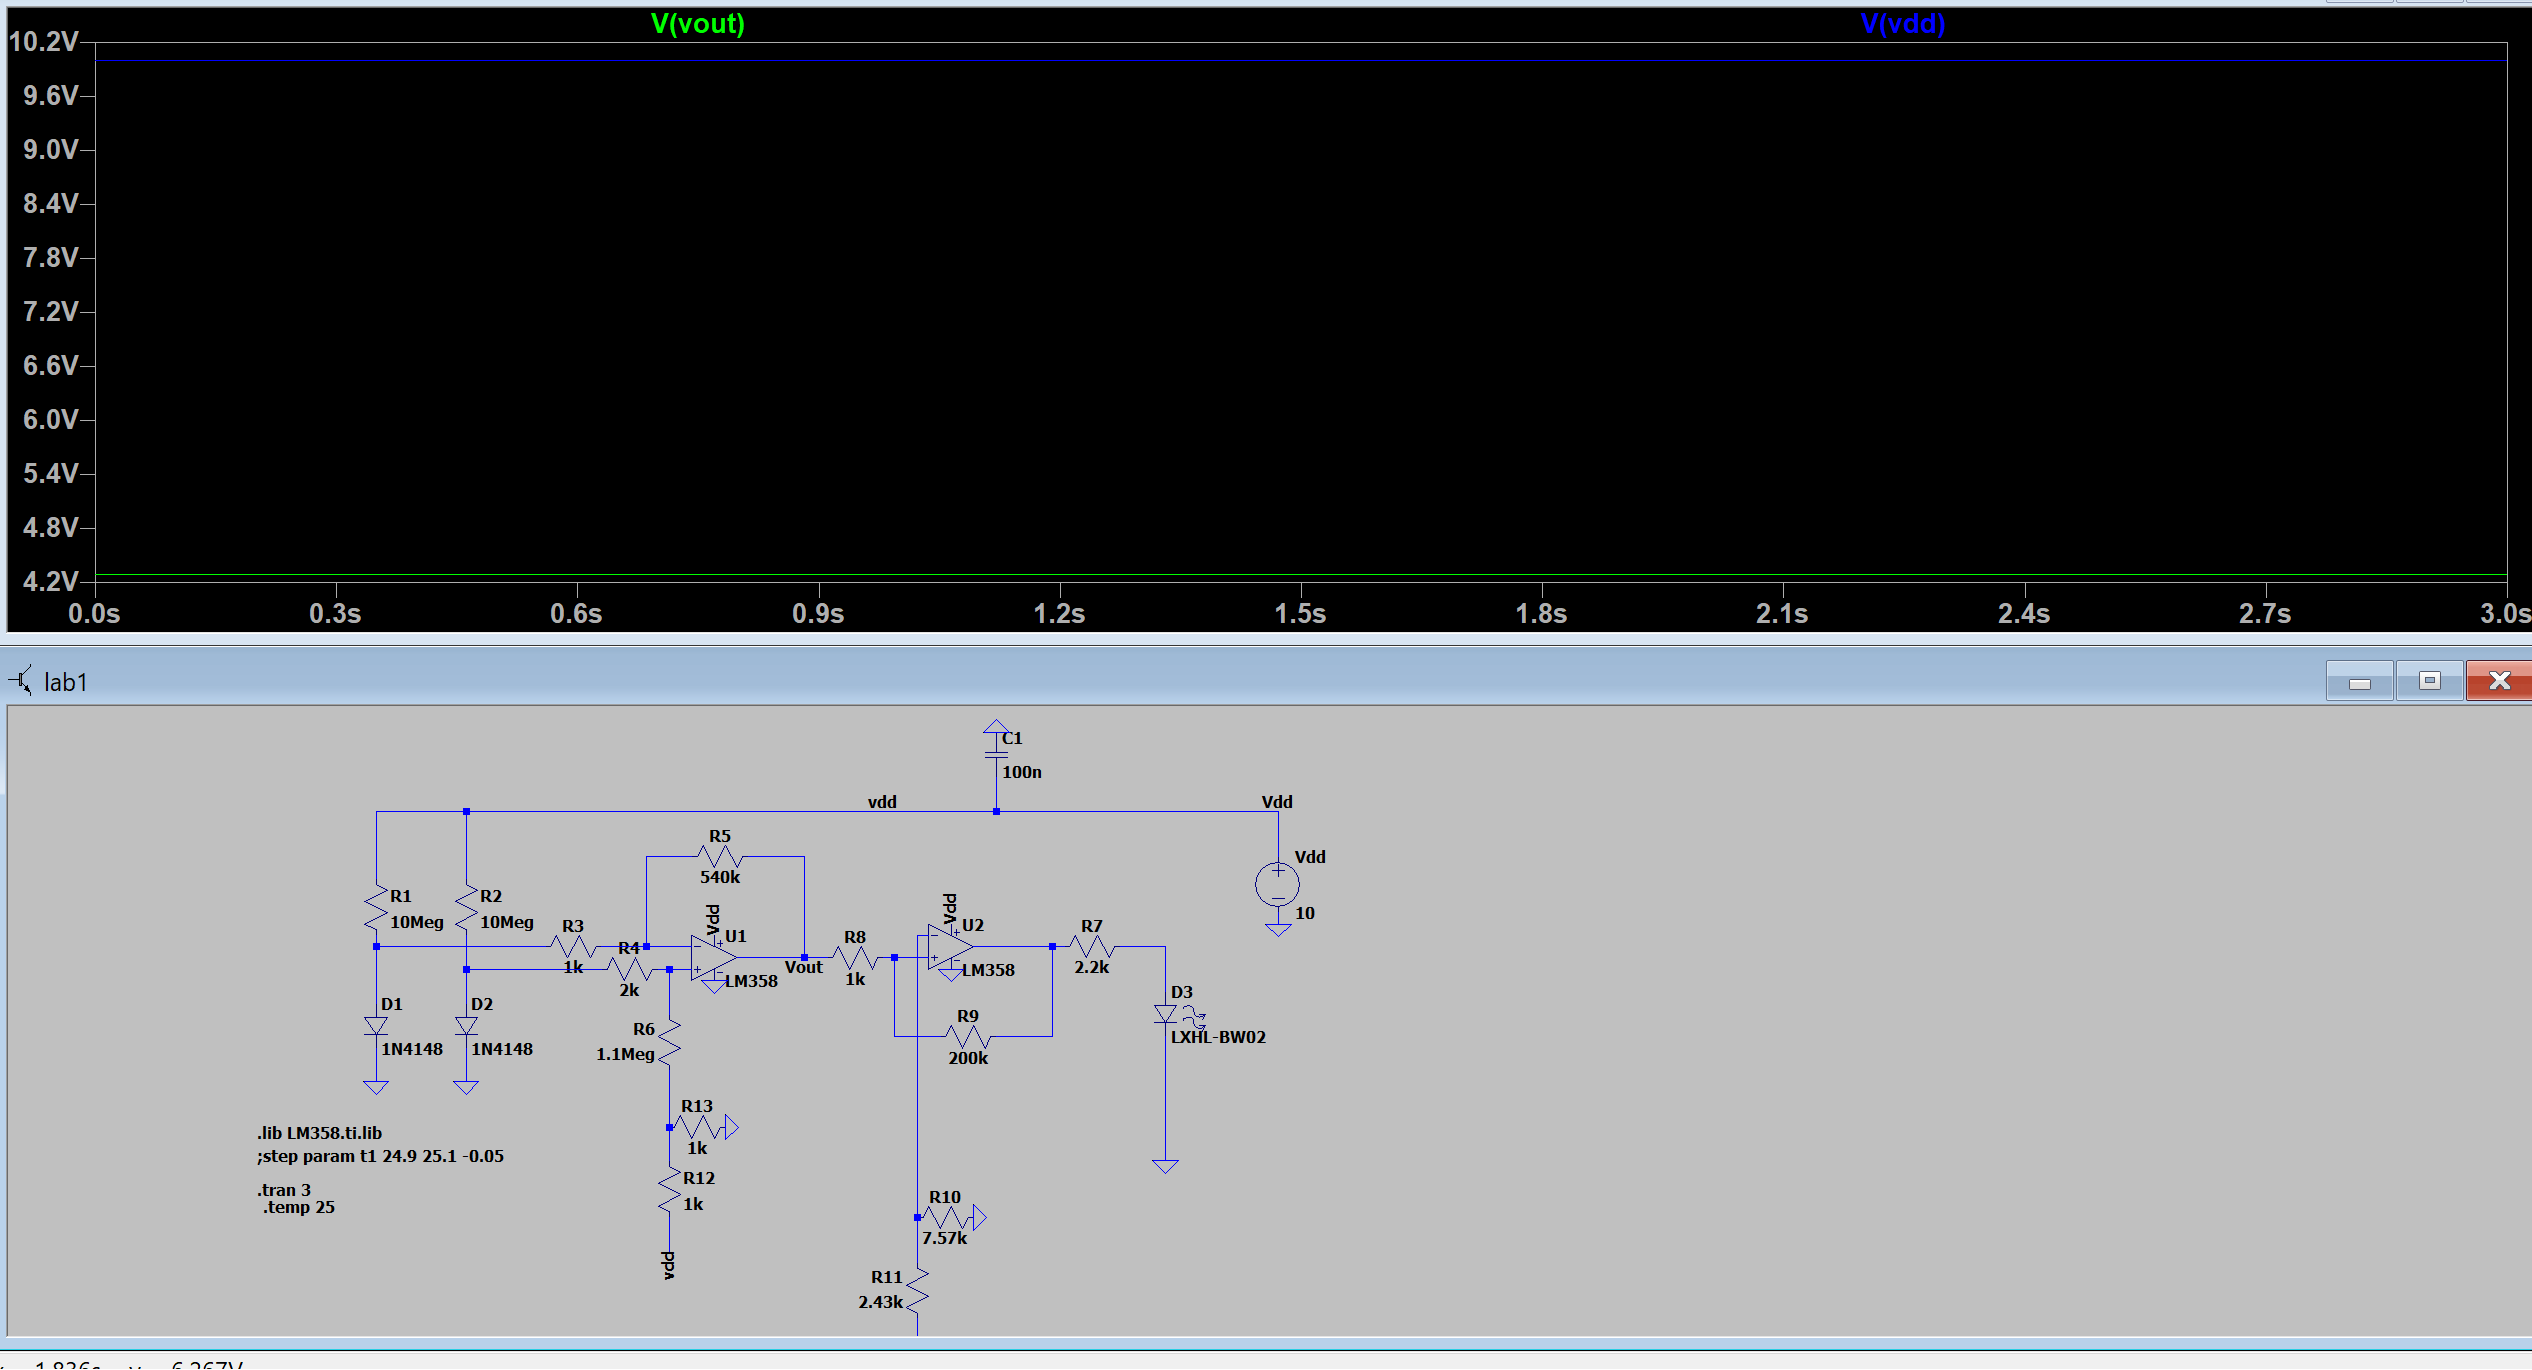 V(vout) V(vdd)
10.2V
9.6V
9.0V
8.4V
7.8V
7.2V
6.6V
6.0V
5.4V
4.8V
4.2V
0.0s 0.3s 0.6s 0.9s 1.2s 1.5s 1.8s 2.1s 2.4s 2.7s 3.0s
lab1
C1
100n
vdd
Vdd
R5
540k
Vdd
10
R1
10Meg
R2
10Meg
R3
1k
R4
2k
Vdd
U1
LM358
Vout
R8
1k
Vdd
U2
LM358
R7
2.2k
D1
1N4148
D2
1N4148
R6
1.1Meg
R9
200k
D3
LXHL-BW02
R13
1k
R12
1k
vdd
.lib LM358.ti.lib
;step param t1 24.9 25.1 -0.05
.tran 3
.temp 25
R10
7.57k
R11
2.43k